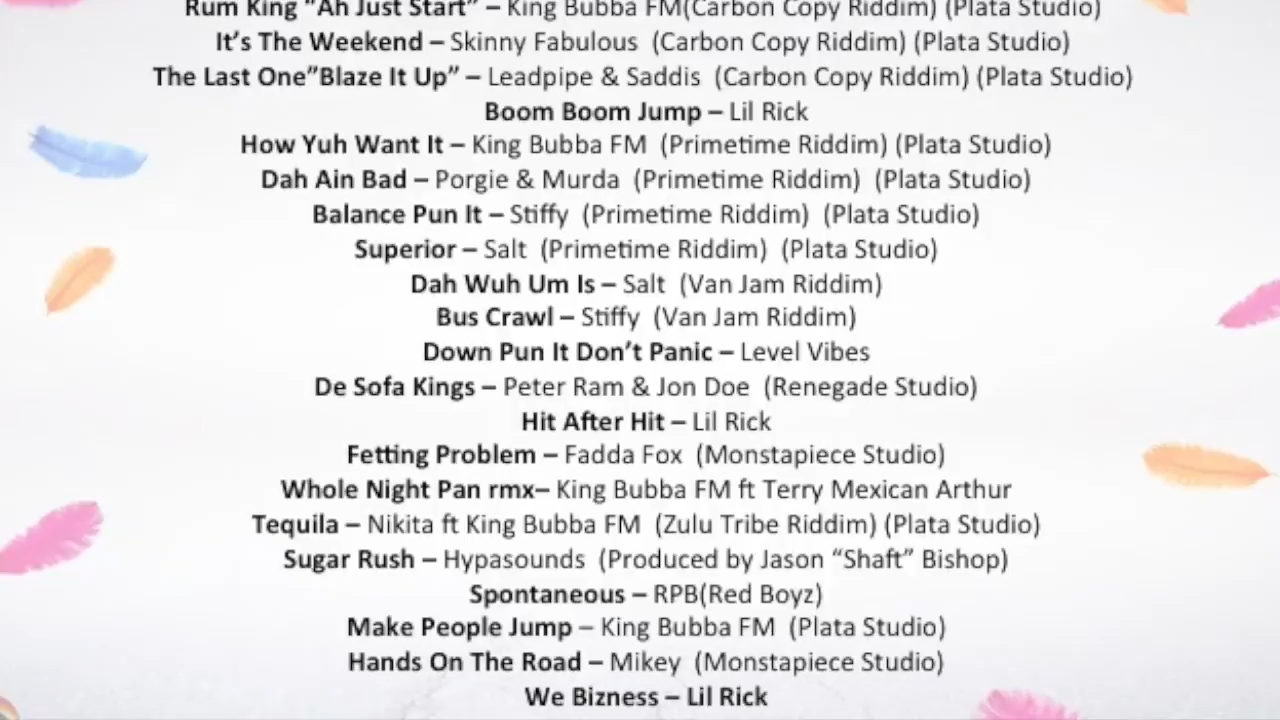 Rum King “Ah Just Start” – King Bubba FM(Carbon Copy Riddim) (Plata Studio)
It’s The Weekend – Skinny Fabulous (Carbon Copy Riddim) (Plata Studio)
The Last One”Blaze It Up” – Leadpipe & Saddis (Carbon Copy Riddim) (Plata Studio)
Boom Boom Jump – Lil Rick
How Yuh Want It – King Bubba FM (Primetime Riddim) (Plata Studio)
Dah Ain Bad – Porgie & Murda (Primetime Riddim) (Plata Studio)
Balance Pun It – Stiffy (Primetime Riddim) (Plata Studio)
Superior – Salt (Primetime Riddim) (Plata Studio)
Dah Wuh Um Is – Salt (Van Jam Riddim)
Bus Crawl – Stiffy (Van Jam Riddim)
Down Pun It Don’t Panic – Level Vibes
De Sofa Kings – Peter Ram & Jon Doe (Renegade Studio)
Hit After Hit – Lil Rick
Fetting Problem – Fadda Fox (Monstapiece Studio)
Whole Night Pan rmx– King Bubba FM ft Terry Mexican Arthur
Tequila – Nikita ft King Bubba FM (Zulu Tribe Riddim) (Plata Studio)
Sugar Rush – Hypasounds (Produced by Jason “Shaft” Bishop)
Spontaneous – RPB(Red Boyz)
Make People Jump – King Bubba FM (Plata Studio)
Hands On The Road – Mikey (Monstapiece Studio)
We Bizness – Lil Rick